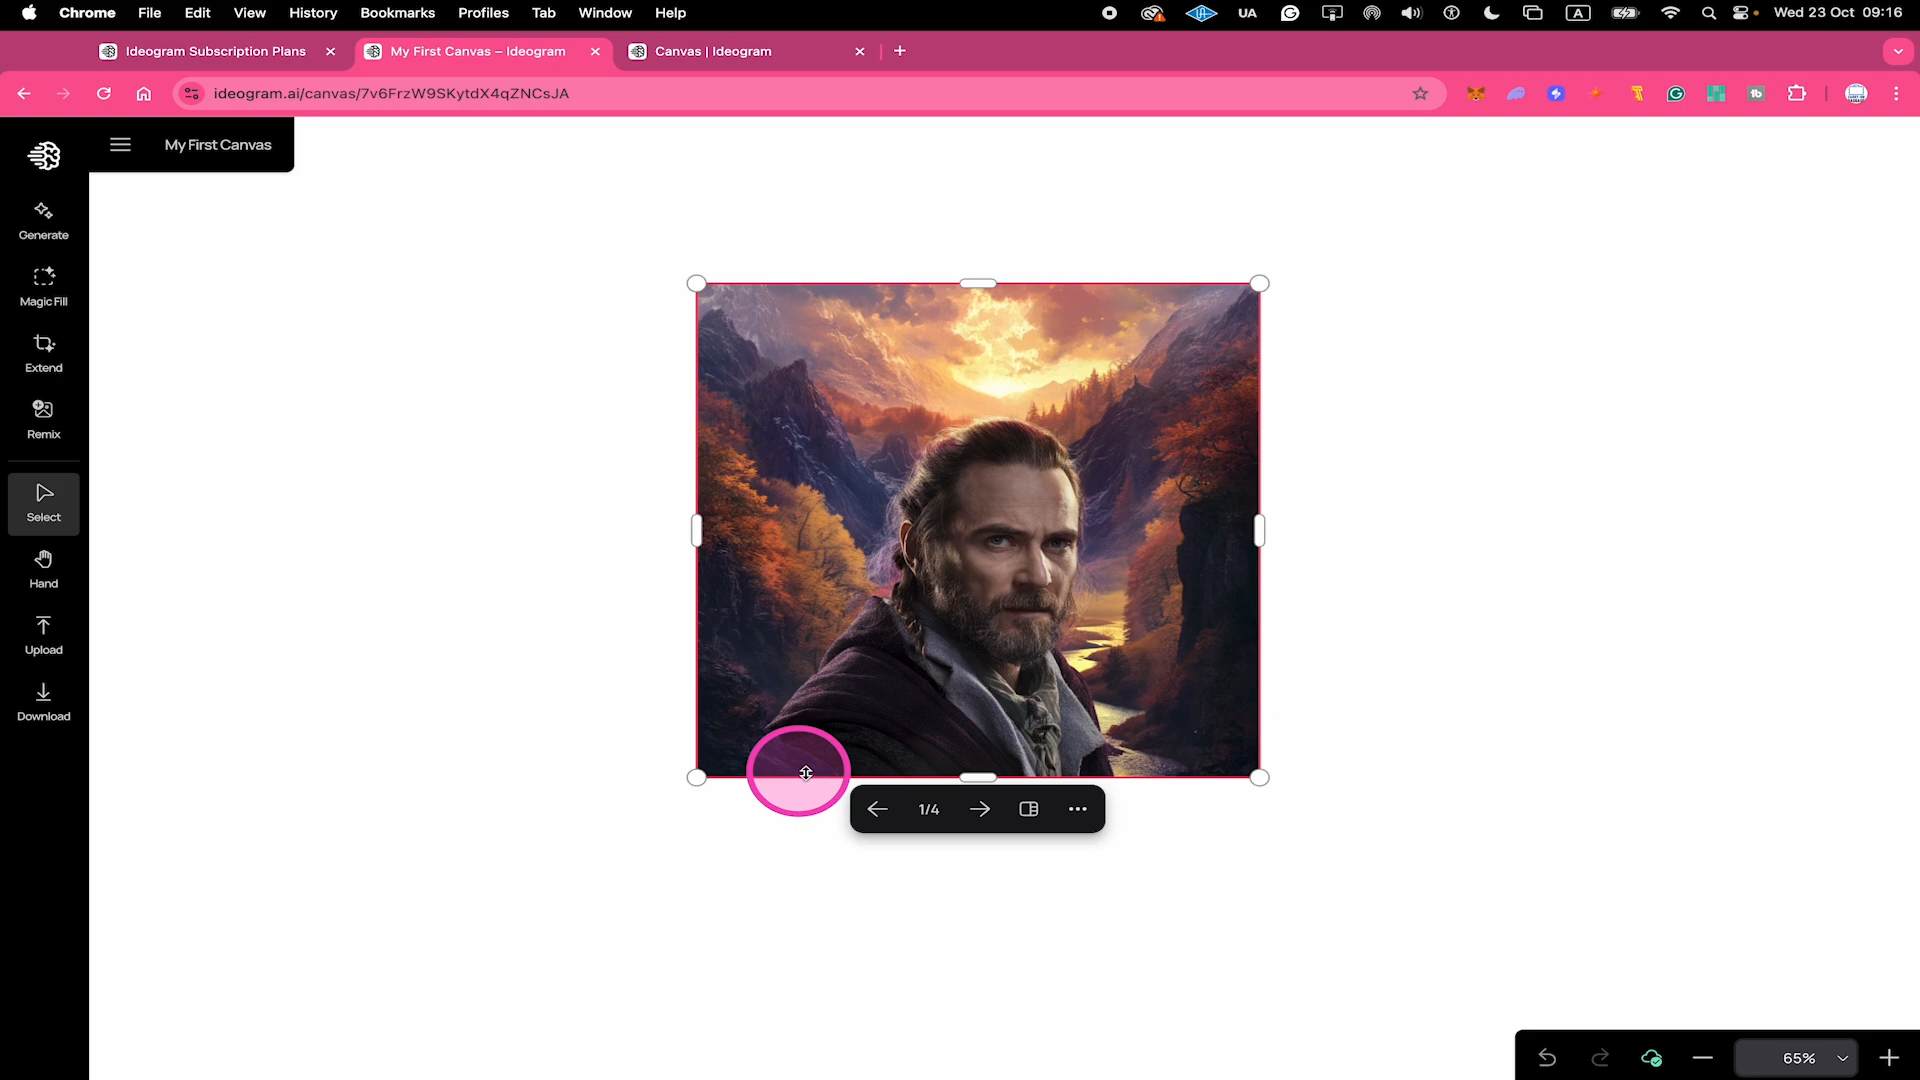 Chrome File Edit View History Bookmarks Profiles Tab Window Help UA A Wed 23 Oct 09:16
Ideogram Subscription Plans My First Canvas – Ideogram Canvas | Ideogram
ideogram.ai/canvas/7v6FrzW9SKytdX4qZNCsJA
My First Canvas
Generate
Magic Fill
Extend
Remix
Select
Hand
Upload
Download
1/4
65%